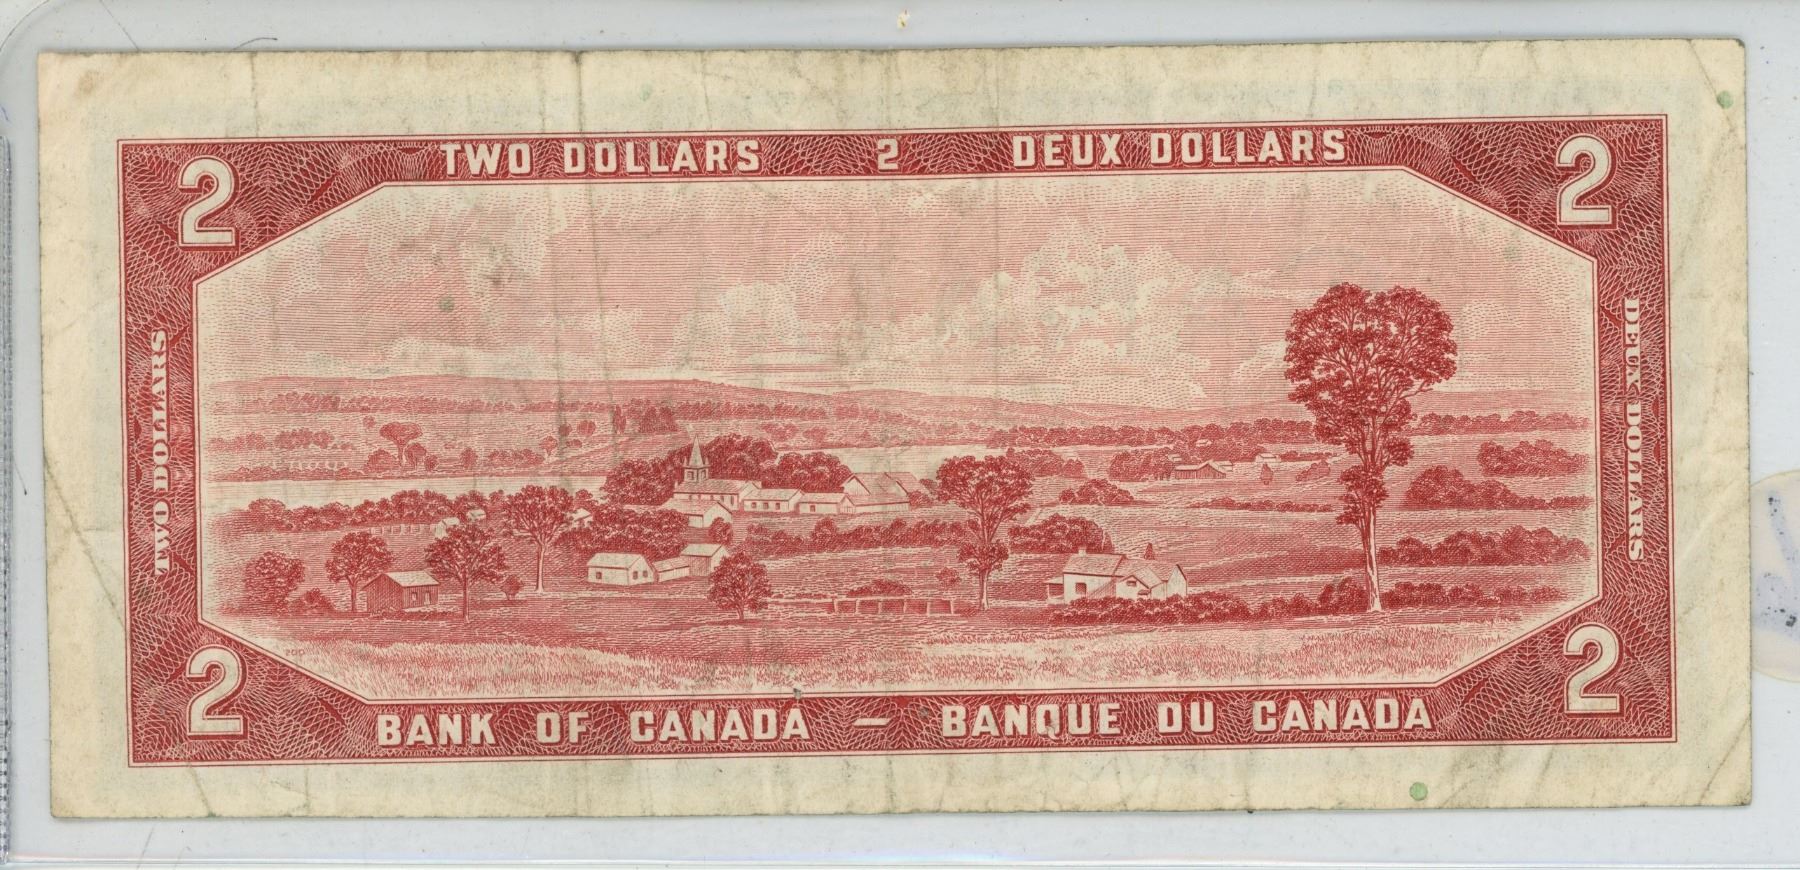 TWO DOLLARS 2 DEUX DOLLARS
2 2
TWO DOLLARS
DEUX DOLLARS
2 2
BANK OF CANADA — BANQUE DU CANADA